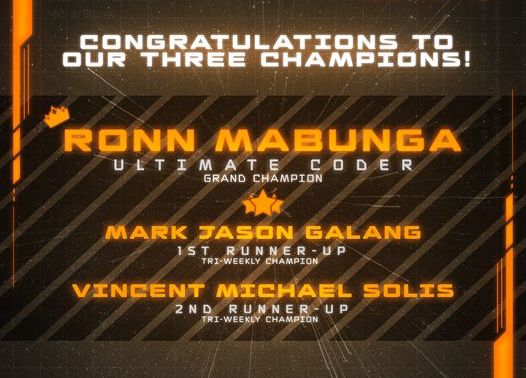 CONGRATULATIONS TO
OUR THREE CHAMPIONS!
RONN MABUNGA
ULTIMATE CODER
GRAND CHAMPION
MARK JASON GALANG
1ST RUNNER-UP
TRI-WEEKLY CHAMPION
VINCENT MICHAEL SOLIS
2ND RUNNER-UP
TRI-WEEKLY CHAMPION